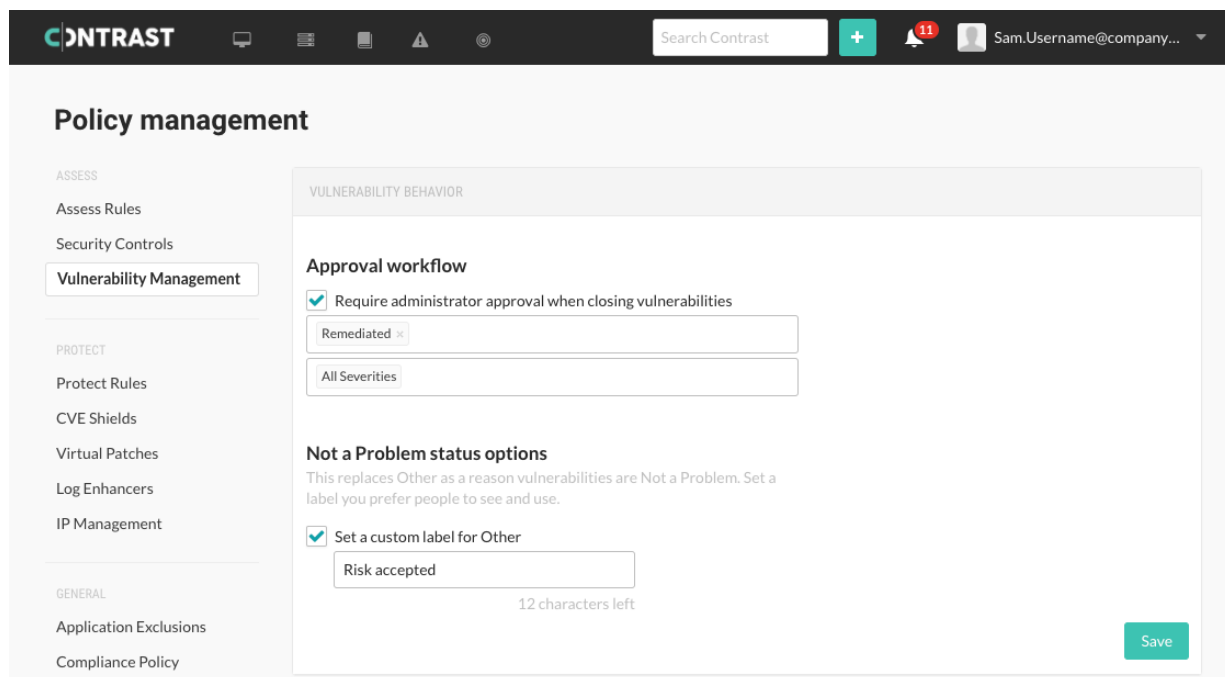 CONTRAST
Search Contrast
+
11
Sam.Username@company...
Policy management
ASSESS
Assess Rules
Security Controls
Vulnerability Management
PROTECT
Protect Rules
CVE Shields
Virtual Patches
Log Enhancers
IP Management
GENERAL
Application Exclusions
Compliance Policy
VULNERABILITY BEHAVIOR
Approval workflow
Require administrator approval when closing vulnerabilities
Remediated ×
All Severities
Not a Problem status options
This replaces Other as a reason vulnerabilities are Not a Problem. Set a
label you prefer people to see and use.
Set a custom label for Other
Risk accepted
12 characters left
Save